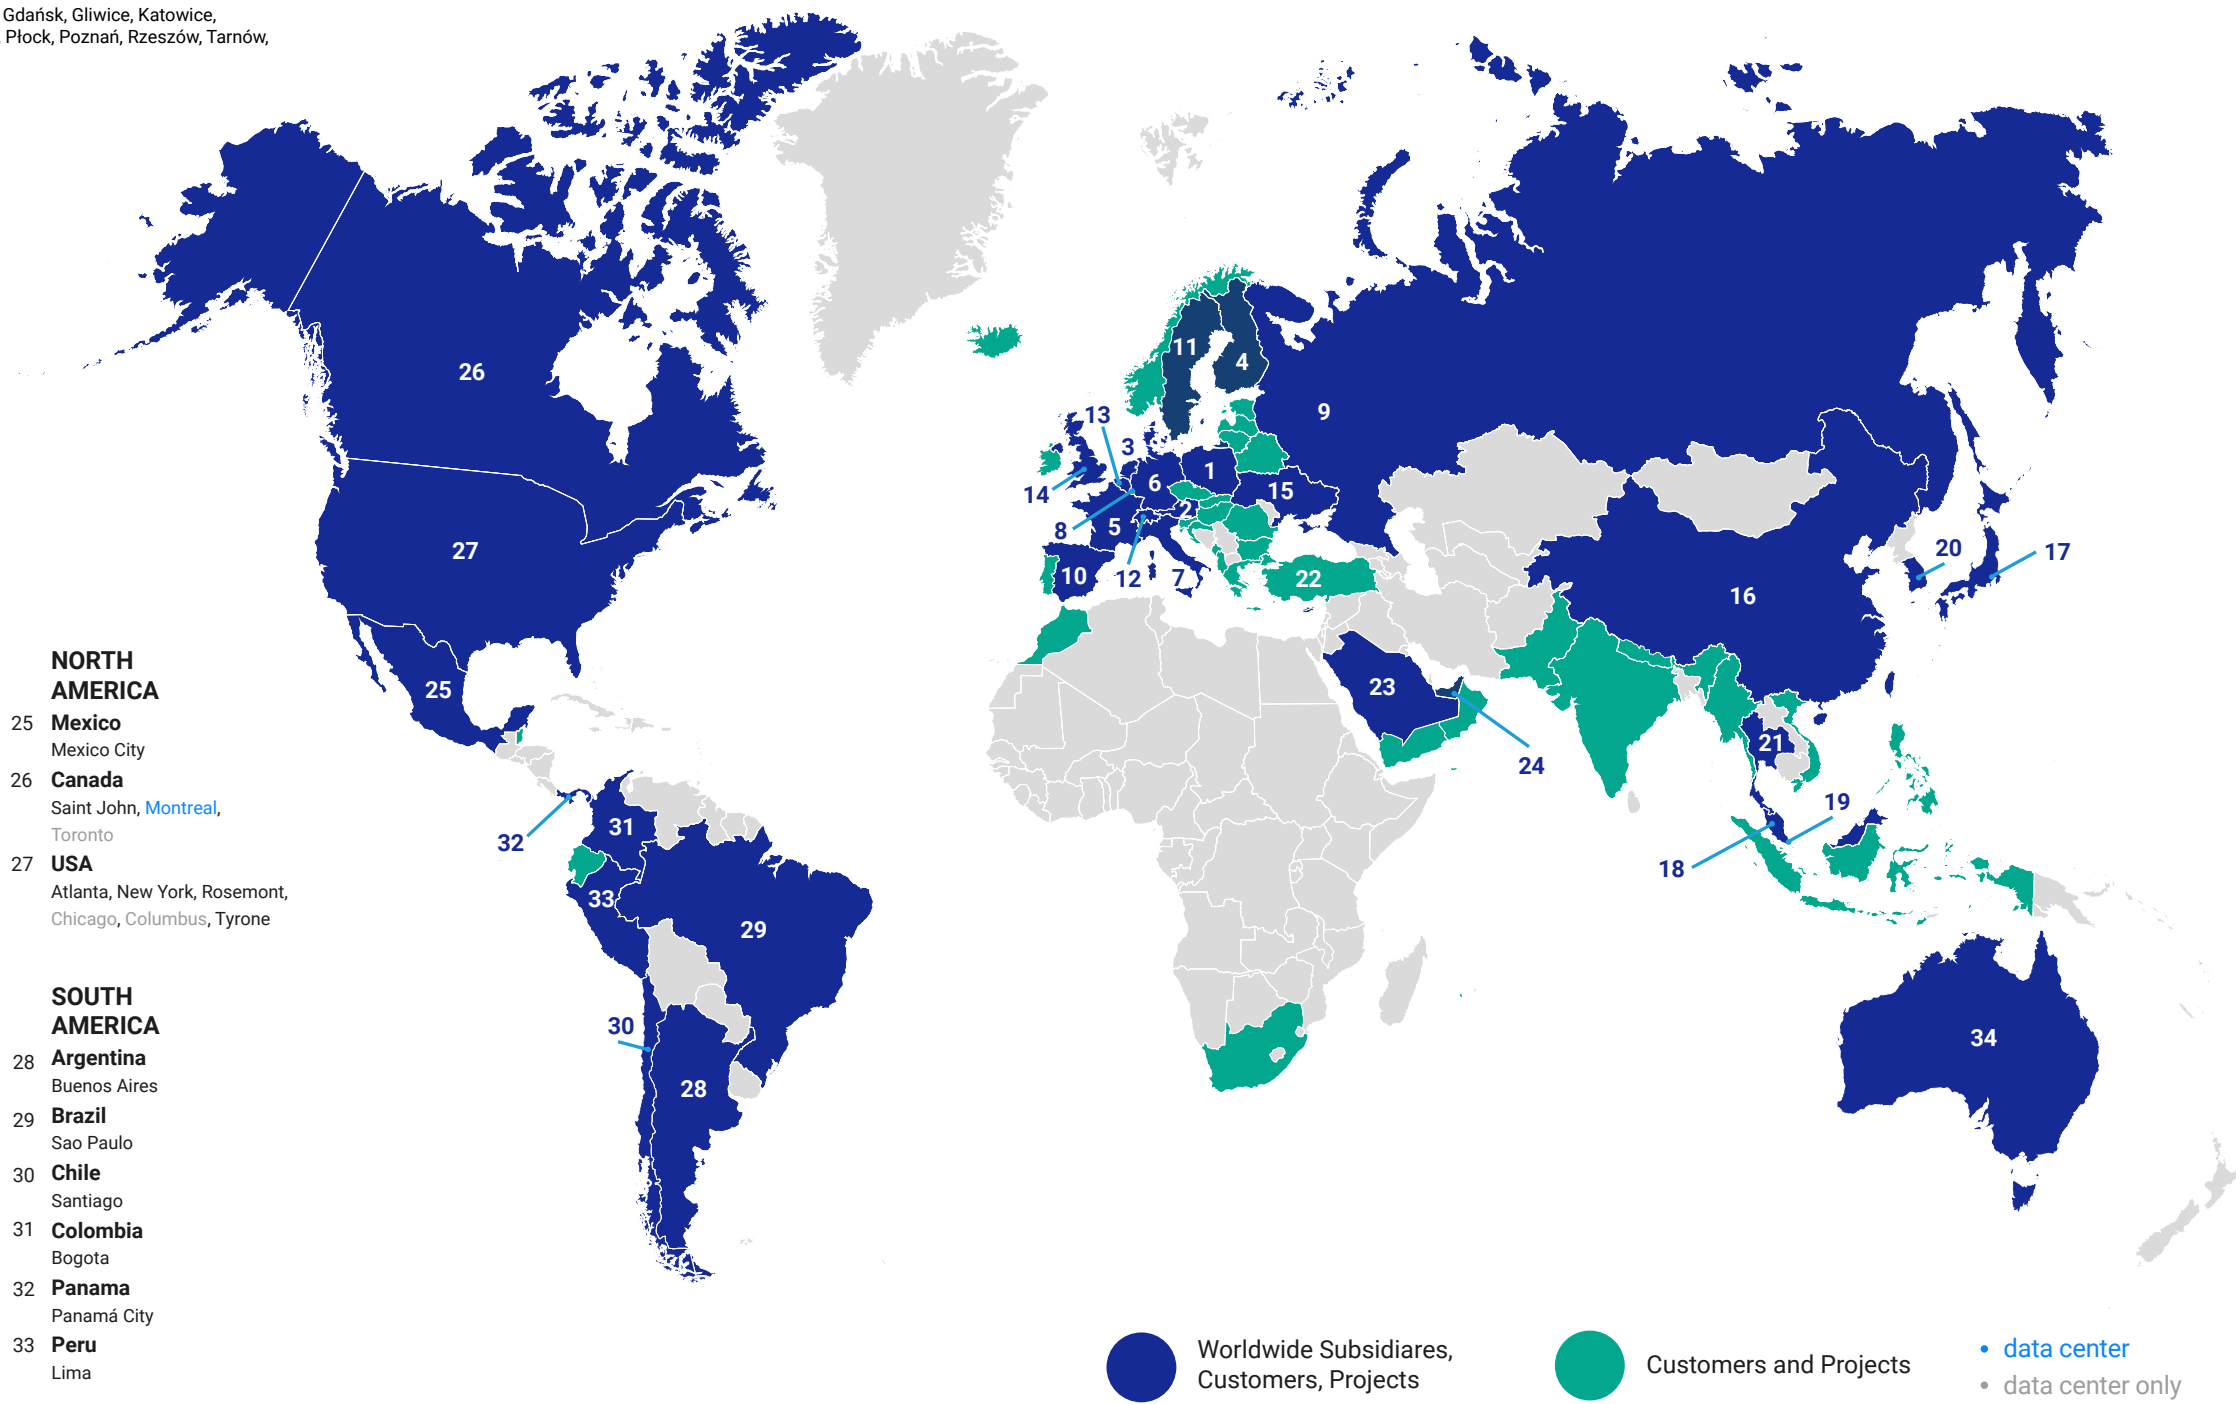 Gdańsk, Gliwice, Katowice,
Płock, Poznań, Rzeszów, Tarnów,
26
11
4
13
9
3
1
6
14
15
2
8
5
27
20
17
12
7
10
22
16
NORTH
AMERICA
25
23
25 Mexico
Mexico City
21
24
26 Canada
Saint John, Montreal,
Toronto
19
31
32
27 USA
18
Atlanta, New York, Rosemont,
Chicago, Columbus, Tyrone
33
29
SOUTH
AMERICA
30
34
28 Argentina
Buenos Aires
28
29 Brazil
Sao Paulo
30 Chile
Santiago
31 Colombia
Bogota
32 Panama
Panamá City
33 Peru
Lima
Worldwide Subsidiares,
Customers, Projects
Customers and Projects
• data center
• data center only